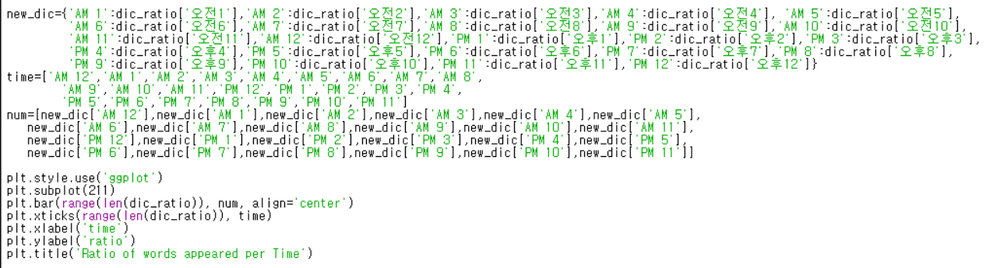 new_dic={'AM 1':dic_ratio['오전1'],'AM 2':dic_ratio['오전2'],'AM 3':dic_ratio['오전3'],'AM 4':dic_ratio['오전4'], 'AM 5':dic_ratio['오전5'],
'AM 6':dic_ratio['오전6'],'AM 7':dic_ratio['오전7'],'AM 8':dic_ratio['오전8'],'AM 9':dic_ratio['오전9'],'AM 10':dic_ratio['오전10'],
'AM 11':dic_ratio['오전11'],'AM 12':dic_ratio['오전12'],'PM 1':dic_ratio['오후1'],'PM 2':dic_ratio['오후2'],'PM 3':dic_ratio['오후3'],
'PM 4':dic_ratio['오후4'],'PM 5':dic_ratio['오후5'],'PM 6':dic_ratio['오후6'],'PM 7':dic_ratio['오후7'],'PM 8':dic_ratio['오후8'],
'PM 9':dic_ratio['오후9'],'PM 10':dic_ratio['오후10'],'PM 11':dic_ratio['오후11'],'PM 12':dic_ratio['오후12']}
time=['AM 12','AM 1','AM 2','AM 3','AM 4','AM 5','AM 6','AM 7','AM 8',
'AM 9','AM 10','AM 11','PM 12','PM 1','PM 2','PM 3','PM 4',
'PM 5','PM 6','PM 7','PM 8','PM 9','PM 10','PM 11']
num=[new_dic['AM 12'],new_dic['AM 1'],new_dic['AM 2'],new_dic['AM 3'],new_dic['AM 4'],new_dic['AM 5'],
new_dic['AM 6'],new_dic['AM 7'],new_dic['AM 8'],new_dic['AM 9'],new_dic['AM 10'],new_dic['AM 11'],
new_dic['PM 12'],new_dic['PM 1'],new_dic['PM 2'],new_dic['PM 3'],new_dic['PM 4'],new_dic['PM 5'],
new_dic['PM 6'],new_dic['PM 7'],new_dic['PM 8'],new_dic['PM 9'],new_dic['PM 10'],new_dic['PM 11']]
plt.style.use('ggplot')
plt.subplot(211)
plt.bar(range(len(dic_ratio)), num, align='center')
plt.xticks(range(len(dic_ratio)), time)
plt.xlabel('time')
plt.ylabel('ratio')
plt.title('Ratio of words appeared per Time')